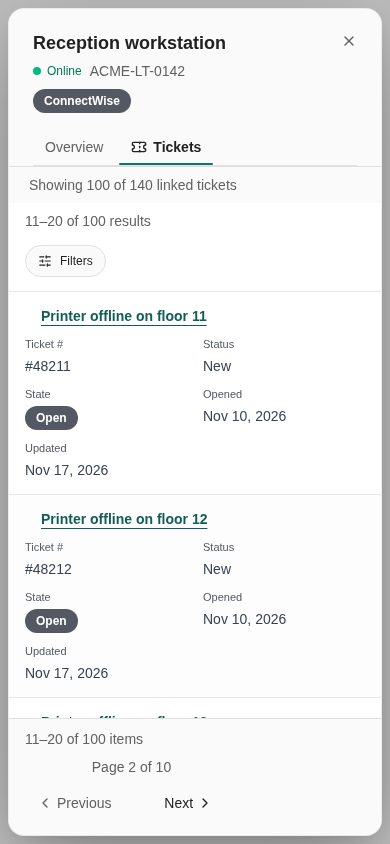 Reception workstation
Online ACME-LT-0142
ConnectWise
Overview Tickets
Showing 100 of 140 linked tickets
11–20 of 100 results
Filters
Printer offline on floor 11
Ticket # Status
#48211 New
State Opened
Open Nov 10, 2026
Updated
Nov 17, 2026
Printer offline on floor 12
Ticket # Status
#48212 New
State Opened
Open Nov 10, 2026
Updated
Nov 17, 2026
11–20 of 100 items
Page 2 of 10
Previous Next